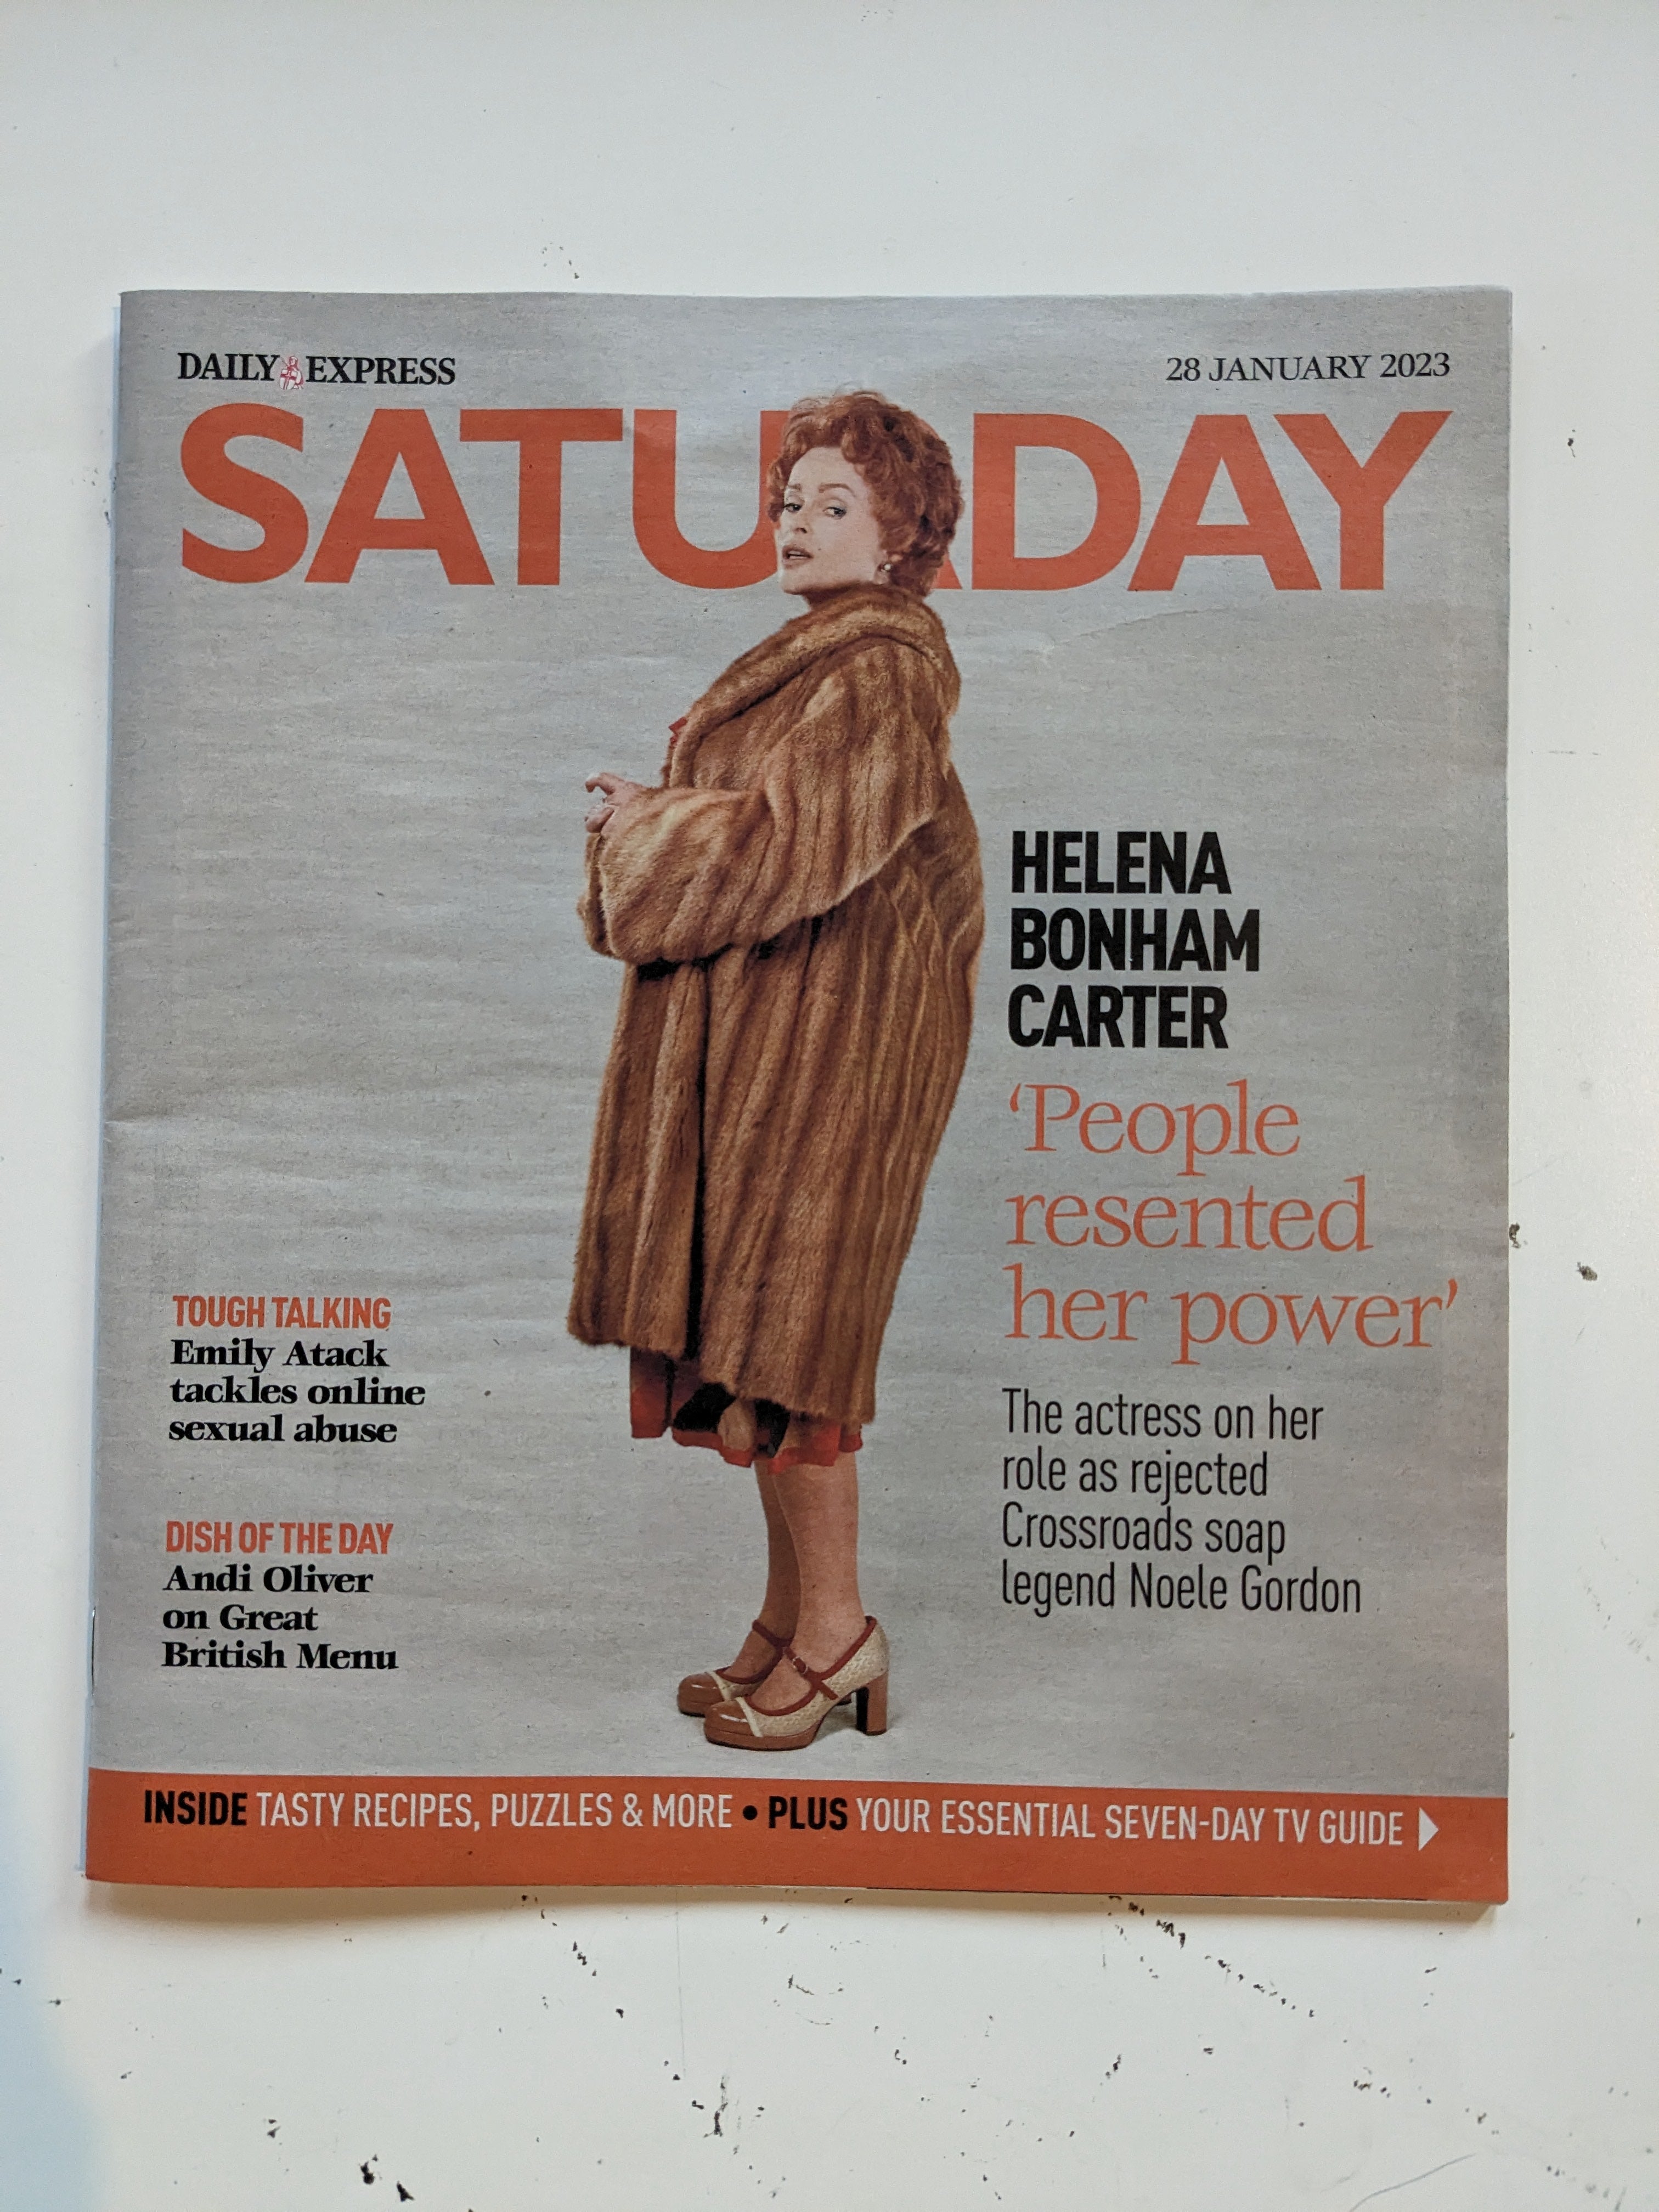 DAILY EXPRESS
28 JANUARY 2023
SATURDAY
HELENA
BONHAM
CARTER
‘People
resented
her power’
The actress on her
role as rejected
Crossroads soap
legend Noele Gordon
TOUGH TALKING
Emily Atack
tackles online
sexual abuse
DISH OF THE DAY
Andi Oliver
on Great
British Menu
INSIDE TASTY RECIPES, PUZZLES & MORE • PLUS YOUR ESSENTIAL SEVEN-DAY TV GUIDE